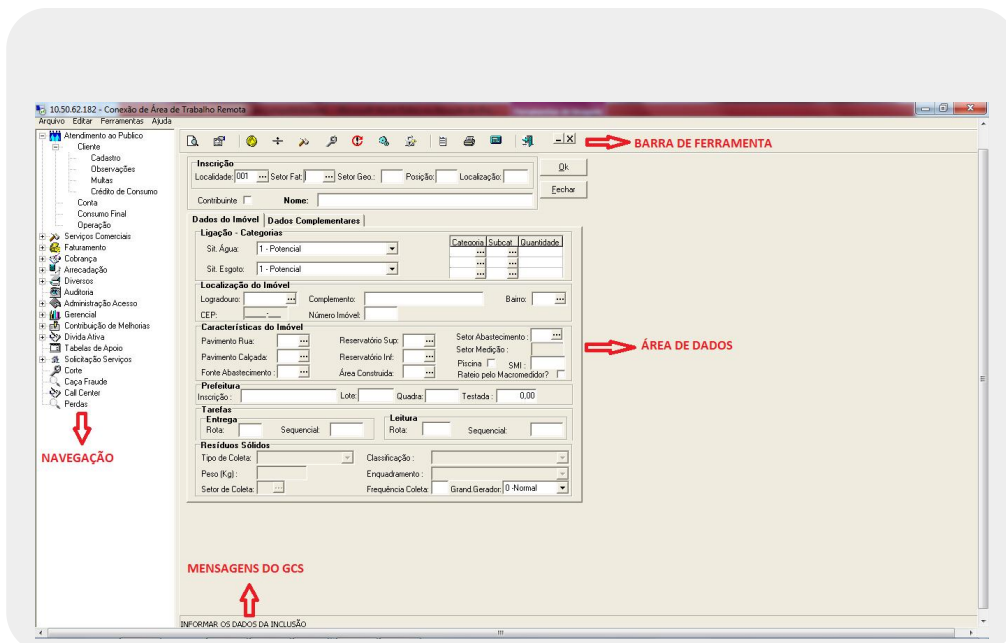 10.50.62.182 - Conexão de Área de Trabalho Remota
Arquivo Editar Ferramentas Ajuda
Atendimento ao Publico
Cliente
Cadastro
Observações
Multas
Crédito de Consumo
Conta
Consumo Final
Operação
Serviços Comerciais
Faturamento
Cobrança
Arrecadação
Diversos
Auditoria
Administração Acesso
Gerencial
Contribuição de Melhorias
Divida Ativa
Tabelas de Apoio
Solicitação Serviços
Corte
Caça Fraude
Call Center
Perdas
NAVEGAÇÃO
BARRA DE FERRAMENTA
Inscrição
Localidade: 001 ... Setor Fat: ... Setor Geo.: Posição: Localização:
Ok
Contribuinte Nome:
Fechar
Dados do Imóvel Dados Complementares
Ligação - Categorias
Sit. Água: 1 - Potencial
Categoria Subcat Quantidade
... ...
... ...
... ...
Sit. Esgoto: 1 - Potencial
Localização do Imóvel
Logradouro: ... Complemento: Bairro: ...
CEP: _____-___ Número Imóvel:
Características do Imóvel
Pavimento Rua: ... Reservatório Sup: ... Setor Abastecimento : ...
Setor Medição :
Pavimento Calçada: ... Reservatório Inf: ... Piscina SMI :
Fonte Abastecimento : ... Área Construida: ... Rateio pelo Macromedidor?
ÁREA DE DADOS
Prefeitura
Inscrição : Lote: Quadra: Testada : 0,00
Tarefas
Entrega Leitura
Rota: Sequencial: Rota: Sequencial:
Resíduos Sólidos
Tipo de Coleta: Classificação :
Peso (Kg) : Enquadramento :
Setor de Coleta: ... Frequência Coleta: Grand.Gerador: 0 -Normal
MENSAGENS DO GCS
INFORMAR OS DADOS DA INCLUSÃO